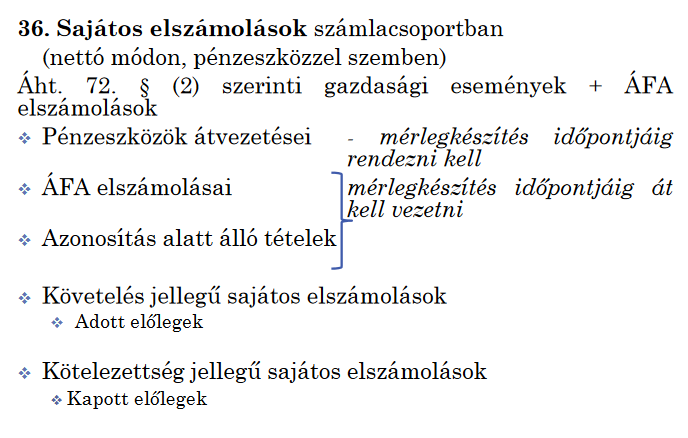 36. Sajátos elszámolások számlacsoportban
(nettó módon, pénzeszközzel szemben)
Áht. 72. § (2) szerinti gazdasági események + ÁFA
elszámolások
❖ Pénzeszközök átvezetései - mérlegkészítés időpontjáig
rendezni kell
❖ ÁFA elszámolásai mérlegkészítés időpontjáig át
kell vezetni
❖ Azonosítás alatt álló tételek
❖ Követelés jellegű sajátos elszámolások
❖ Adott előlegek
❖ Kötelezettség jellegű sajátos elszámolások
❖ Kapott előlegek